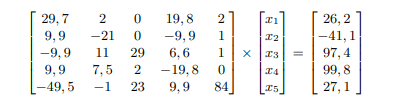 29,7 2 0 19,8 2 x1 26,2
9,9 −21 0 −9,9 1 x2 −41,1
−9,9 11 29 6,6 1 × x3 = 97,4
9,9 7,5 2 −19,8 0 x4 99,8
−49,5 −1 23 9,9 84 x5 27,1